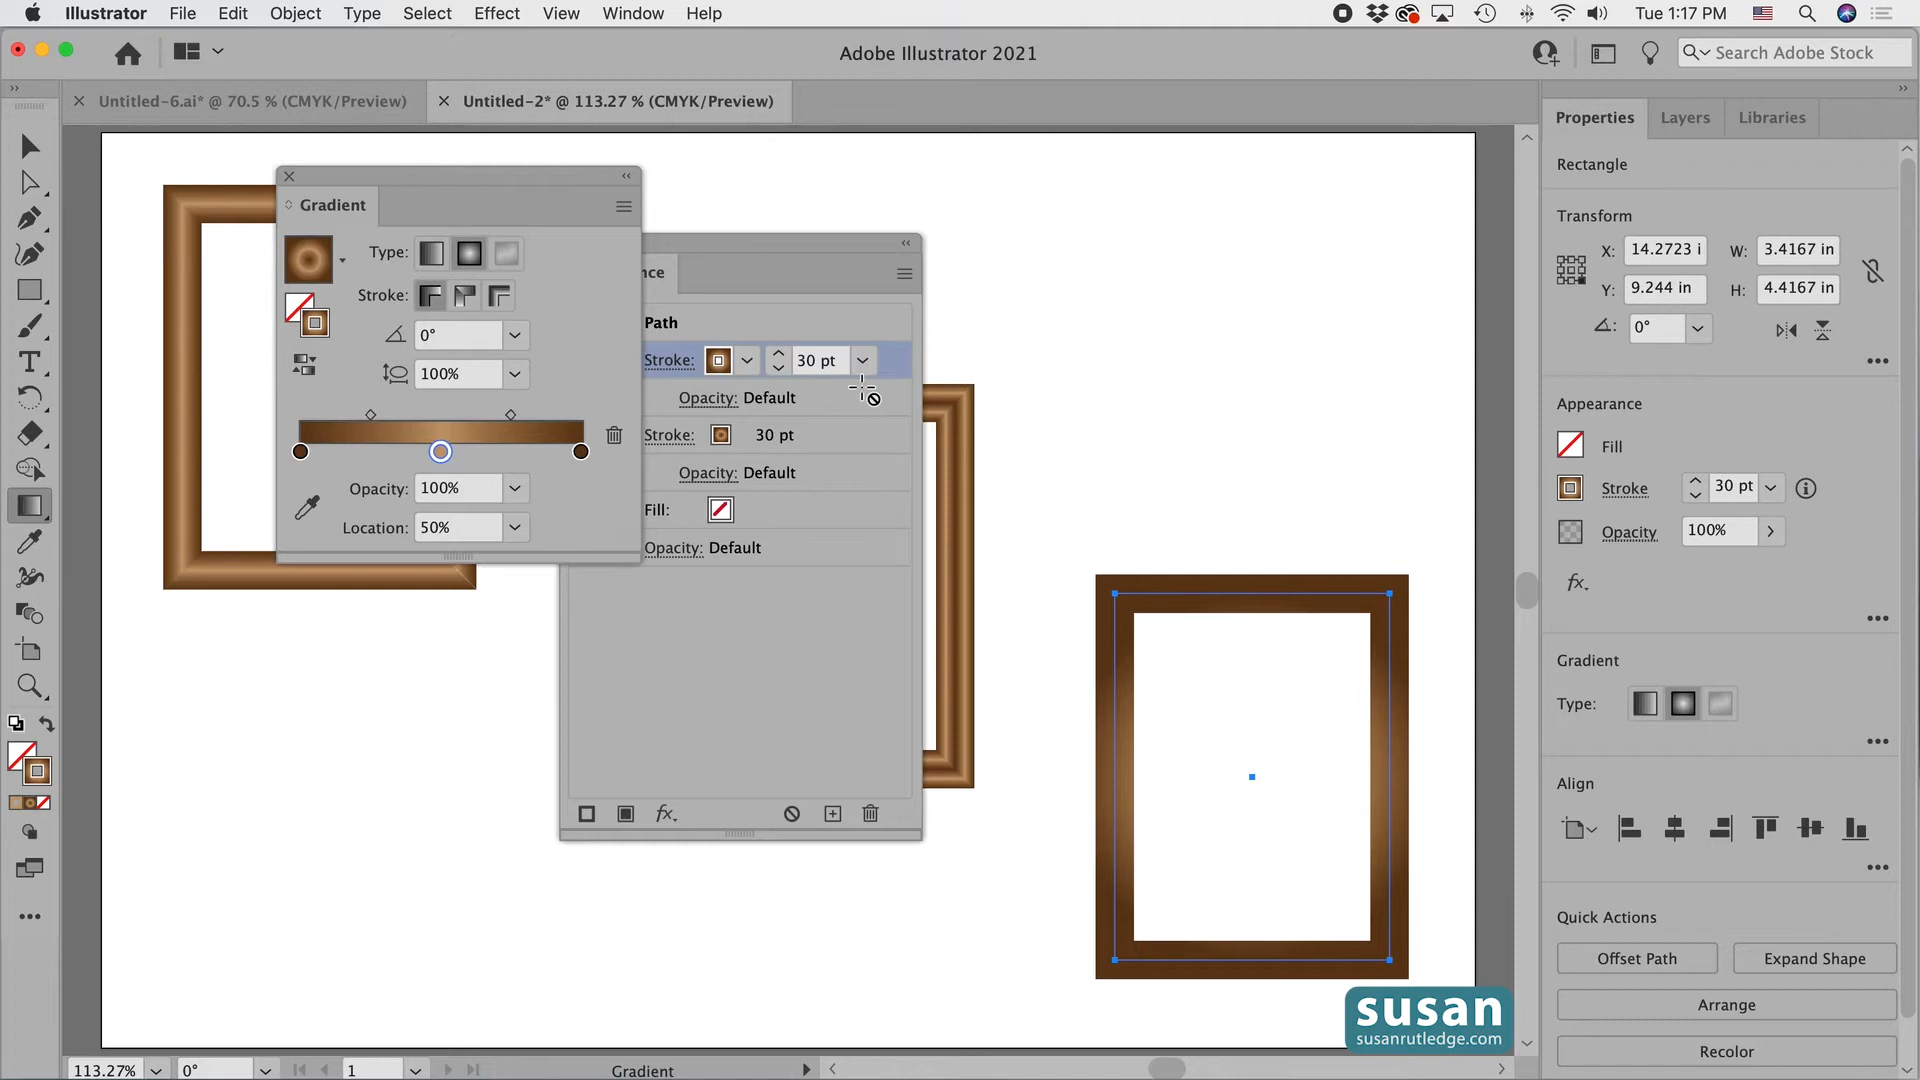 Illustrator File Edit Object Type Select Effect View Window Help
Tue 1:17 PM
Adobe Illustrator 2021
Search Adobe Stock
Untitled-6.ai* @ 70.5 % (CMYK/Preview)
Untitled-2* @ 113.27 % (CMYK/Preview)
Gradient
Type:
Stroke:
0°
100%
Opacity: 100%
Location: 50%
nce
Path
Stroke: 30 pt
Opacity: Default
Stroke: 30 pt
Opacity: Default
Fill:
Opacity: Default
fx
Properties Layers Libraries
Rectangle
Transform
X: 14.2723 i W: 3.4167 in
Y: 9.244 in H: 4.4167 in
0°
Appearance
Fill
Stroke 30 pt
Opacity 100%
fx
Gradient
Type:
Align
Quick Actions
Offset Path Expand Shape
Arrange
Recolor
susan
susanrutledge.com
113.27% 0° 1 Gradient